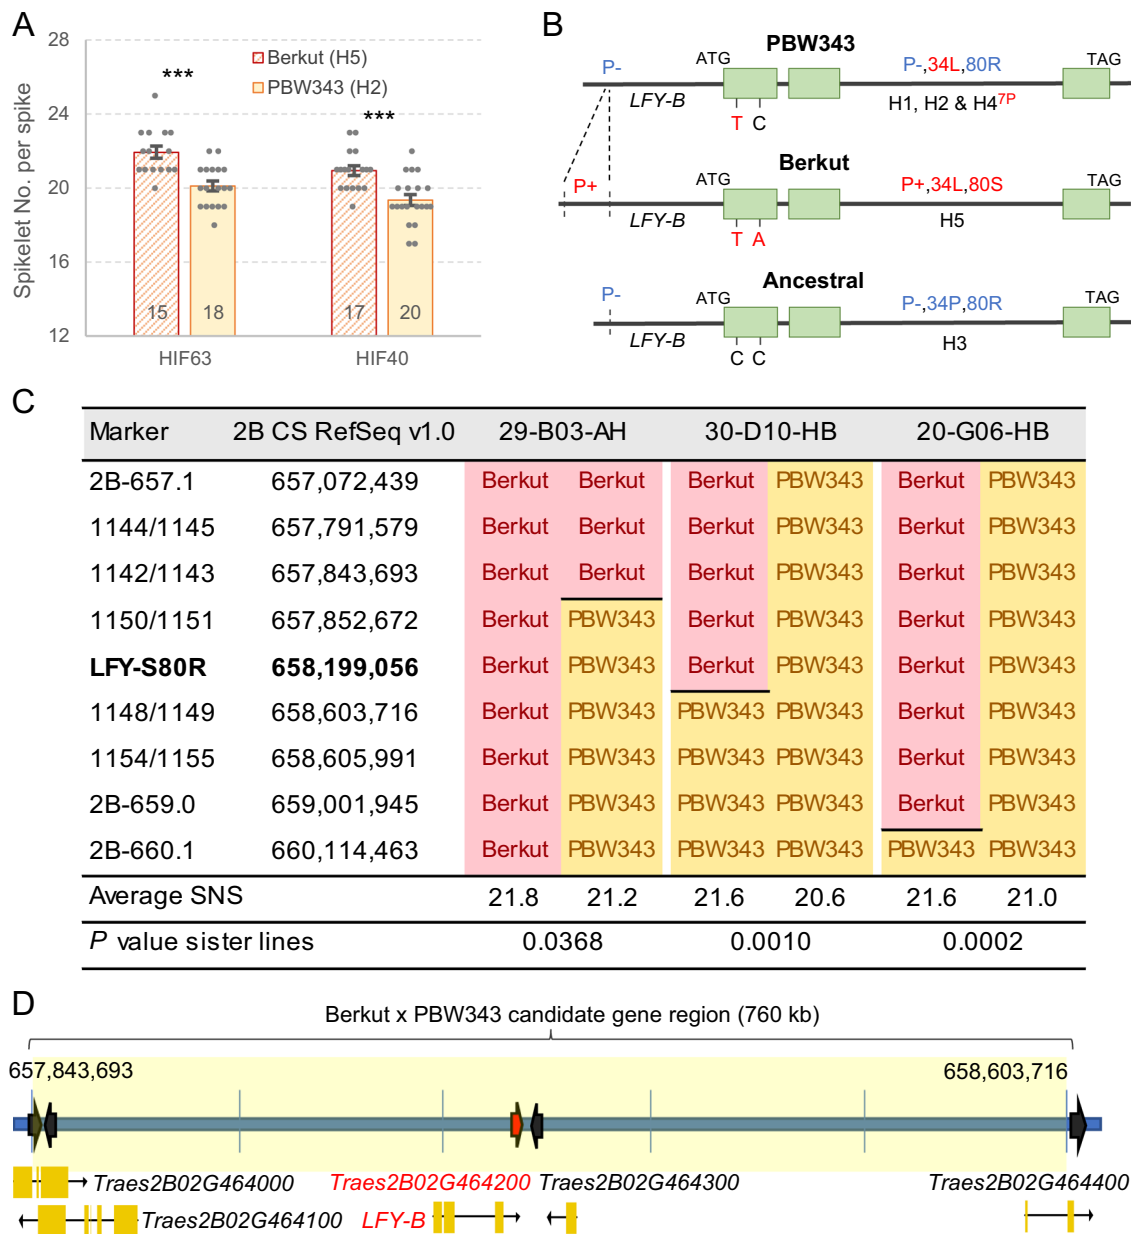 A
28
24
20
16
12
Spikelet No. per spike
Berkut (H5)
PBW343 (H2)
***
***
15
18
17
20
HIF63
HIF40
B
PBW343
P-
ATG
P-,34L,80R
TAG
LFY-B
H1, H2 & H4 7P
T C
Berkut
P+
ATG
P+,34L,80S
TAG
LFY-B
H5
T A
Ancestral
P-
ATG
P-,34P,80R
TAG
LFY-B
H3
C C
C
Marker 2B CS RefSeq v1.0 29-B03-AH 30-D10-HB 20-G06-HB
2B-657.1 657,072,439 Berkut Berkut Berkut PBW343 Berkut PBW343
1144/1145 657,791,579 Berkut Berkut Berkut PBW343 Berkut PBW343
1142/1143 657,843,693 Berkut Berkut Berkut PBW343 Berkut PBW343
1150/1151 657,852,672 Berkut PBW343 Berkut PBW343 Berkut PBW343
LFY-S80R 658,199,056 Berkut PBW343 Berkut PBW343 Berkut PBW343
1148/1149 658,603,716 Berkut PBW343 PBW343 PBW343 Berkut PBW343
1154/1155 658,605,991 Berkut PBW343 PBW343 PBW343 Berkut PBW343
2B-659.0 659,001,945 Berkut PBW343 PBW343 PBW343 Berkut PBW343
2B-660.1 660,114,463 Berkut PBW343 PBW343 PBW343 PBW343 PBW343
Average SNS 21.8 21.2 21.6 20.6 21.6 21.0
P value sister lines 0.0368 0.0010 0.0002
D
Berkut x PBW343 candidate gene region (760 kb)
657,843,693 658,603,716
Traes2B02G464000 Traes2B02G464200 Traes2B02G464300 Traes2B02G464400
Traes2B02G464100 LFY-B